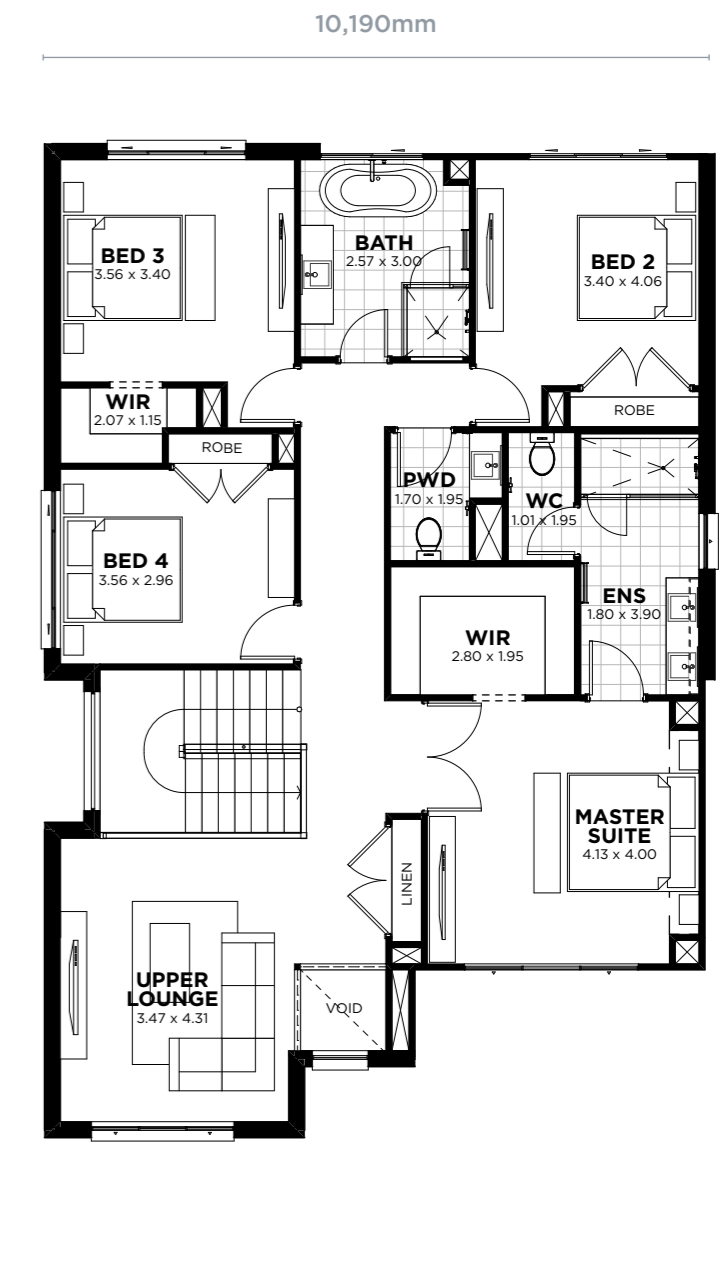 10,190mm
BED 3
3.56 x 3.40
BATH
2.57 x 3.00
BED 2
3.40 x 4.06
WIR
2.07 x 1.15
ROBE
ROBE
PWD
1.70 x 1.95
WC
1.01 x 1.95
BED 4
3.56 x 2.96
ENS
1.80 x 3.90
WIR
2.80 x 1.95
MASTER
SUITE
4.13 x 4.00
LINEN
UPPER
LOUNGE
3.47 x 4.31
VOID